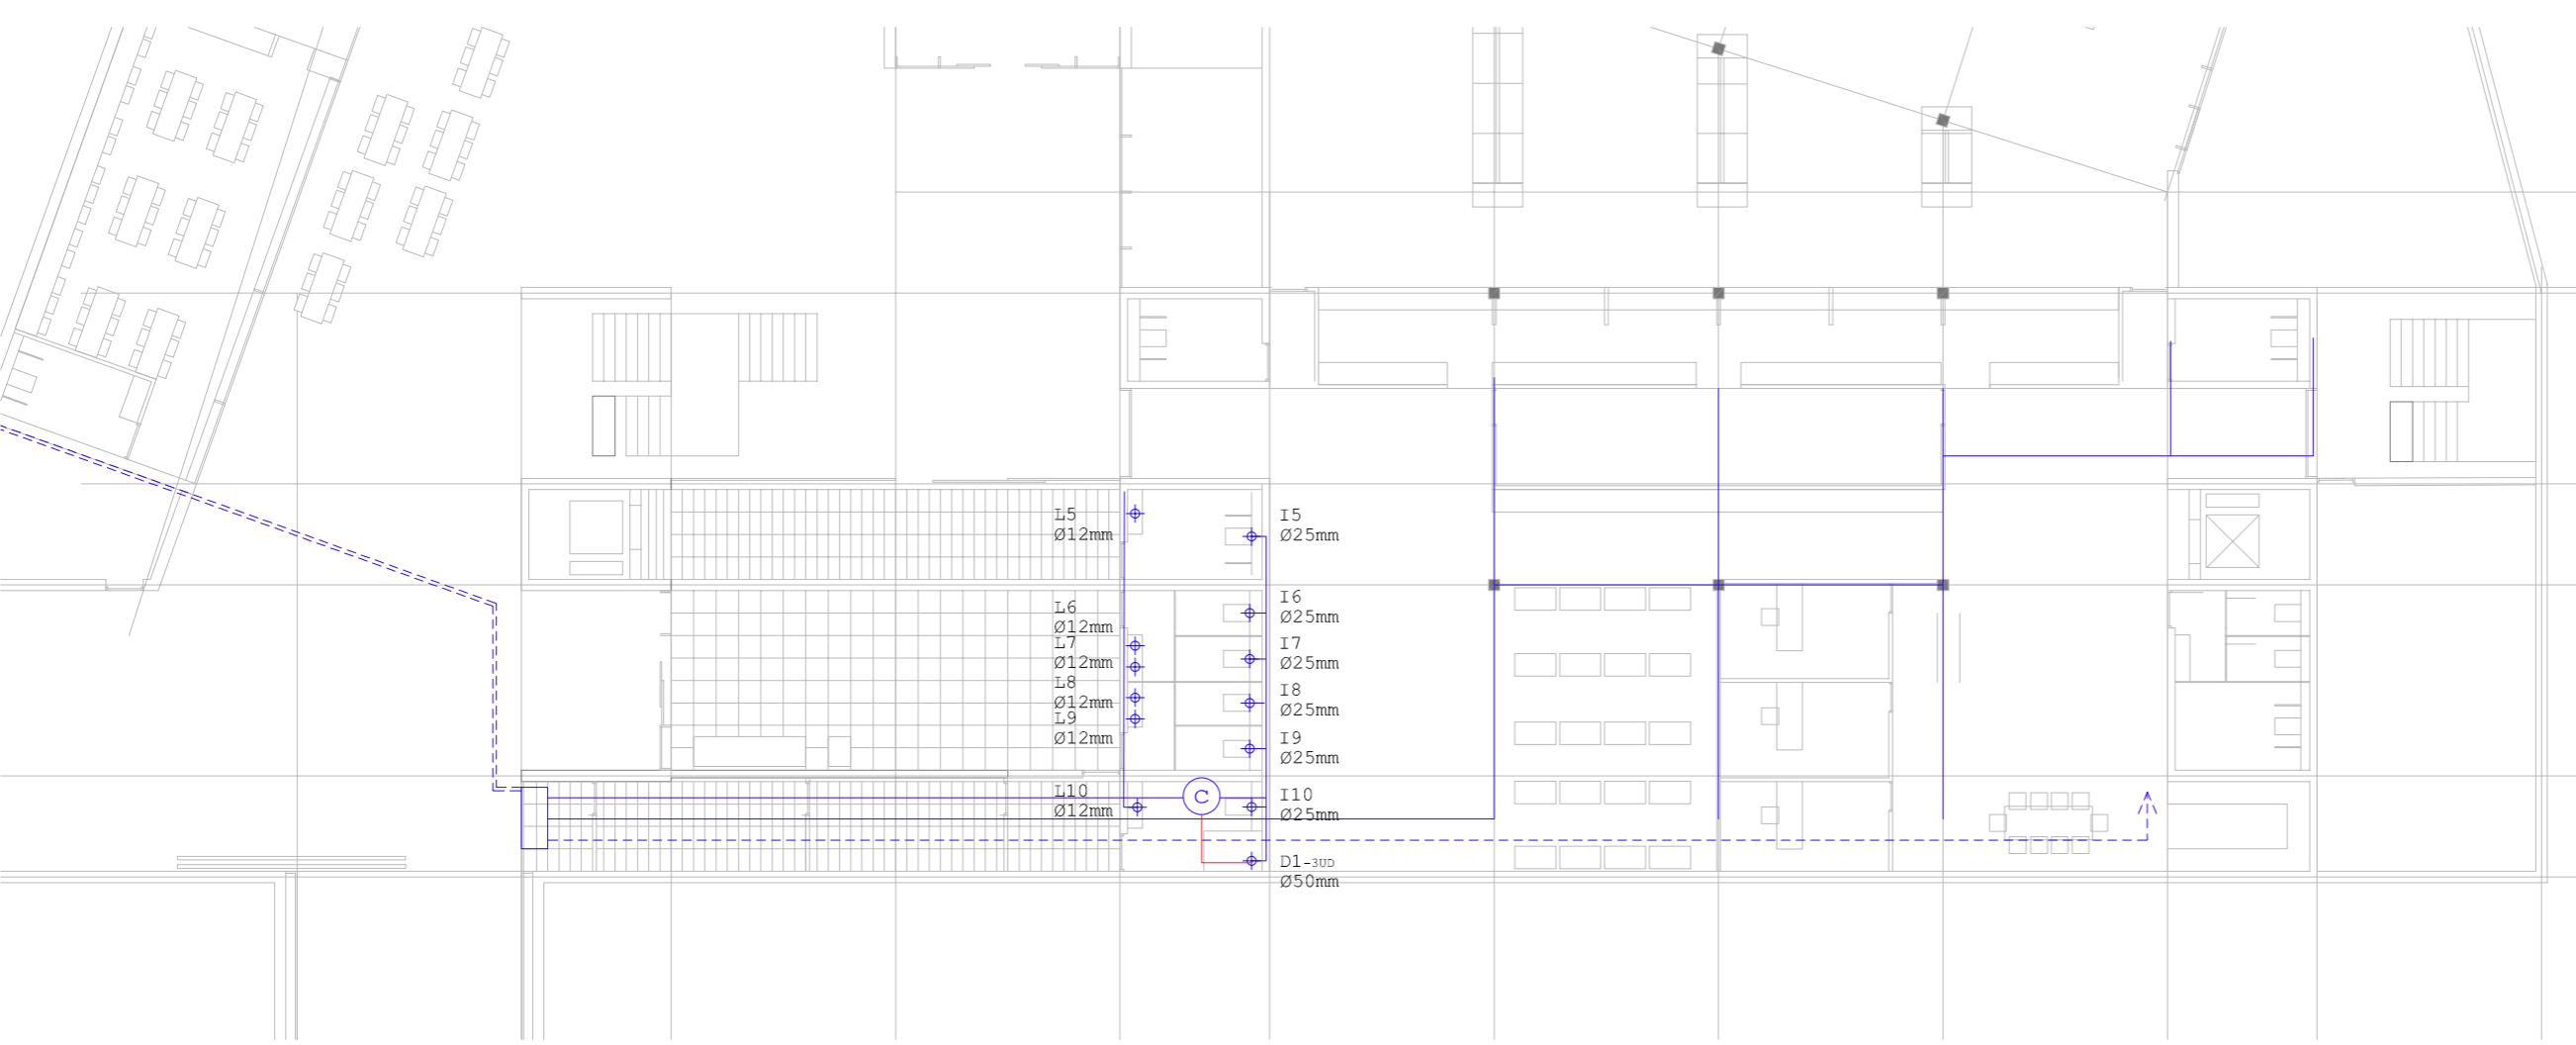 L5
Ø12mm
I5
Ø25mm
L6
Ø12mm
I6
Ø25mm
L7
Ø12mm
I7
Ø25mm
L8
Ø12mm
I8
Ø25mm
L9
Ø12mm
I9
Ø25mm
L10
Ø12mm
C
I10
Ø25mm
D1-3UD
Ø50mm